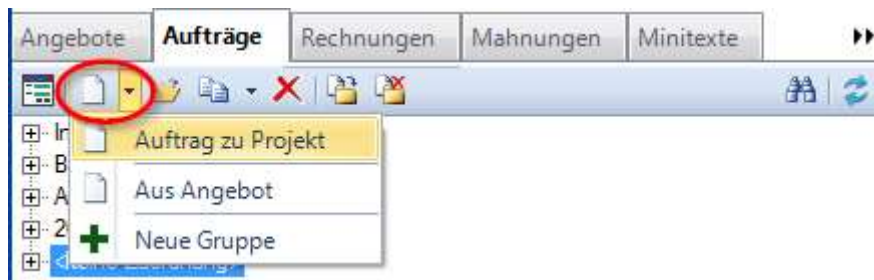 Angebote Aufträge Rechnungen Mahnungen Minitexte
Auftrag zu Projekt
Aus Angebot
Neue Gruppe